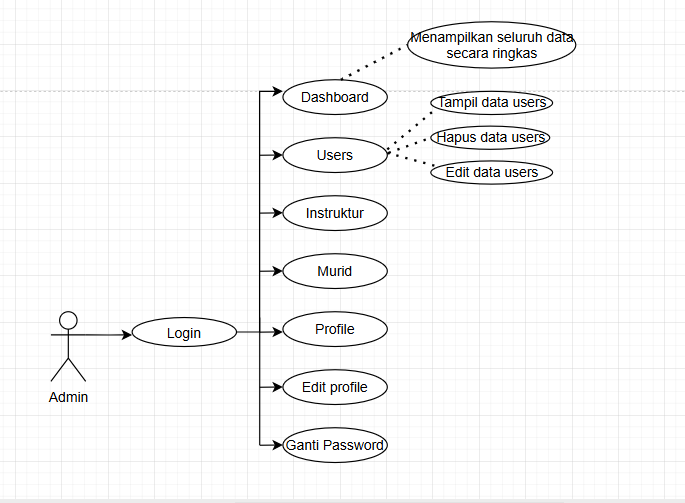 Menampilkan seluruh data
secara ringkas
Dashboard
Tampil data users
Users
Hapus data users
Edit data users
Instruktur
Murid
Profile
Login
Edit profile
Admin
Ganti Password